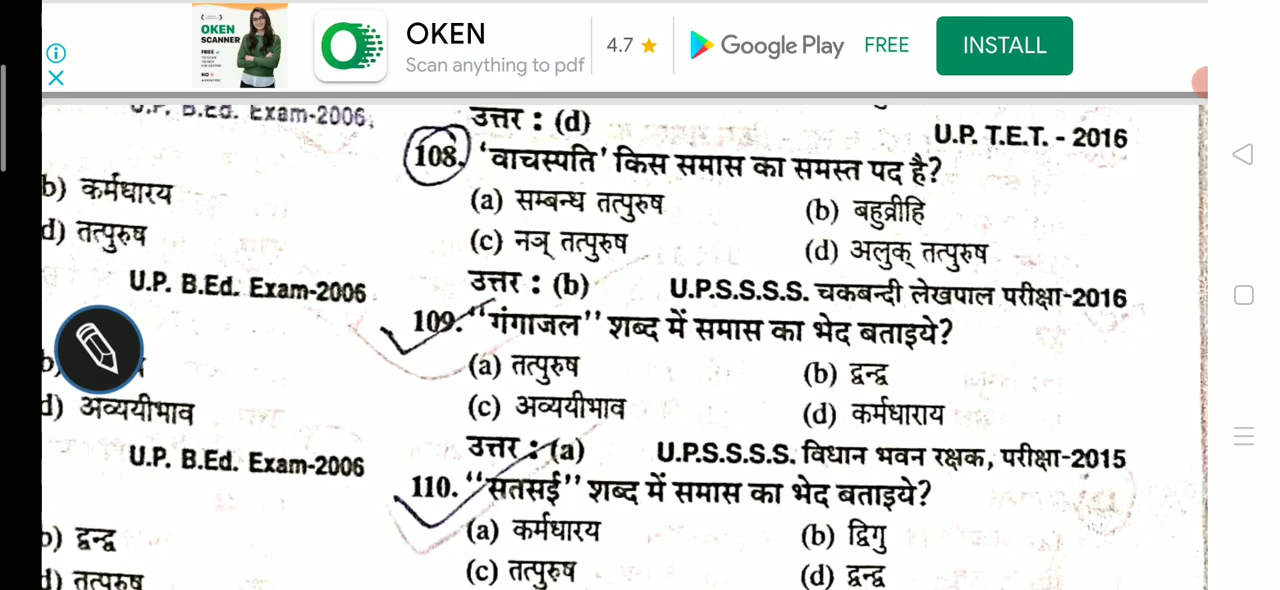 OKEN
SCANNER
FREE
OKEN
Scan anything to pdf
4.7
Google Play
FREE
INSTALL
U.P. B.Ed. Exam-2006.
b) कर्मधारय
d) तत्पुरुष
U.P. B.Ed. Exam-2006
d) अव्ययीभाव
U.P. B.Ed. Exam-2006
b) द्वन्द्व
d) तत्पुरुष
उत्तर : (d)
U.P. T.E.T. - 2016
108. 'वाचस्पति' किस समास का समस्त पद है?
(a) सम्बन्ध तत्पुरुष (b) बहुव्रीहि
(c) नञ् तत्पुरुष (d) अलुक् तत्पुरुष
उत्तर : (b) U.P.S.S.S.S. चकबन्दी लेखपाल परीक्षा-2016
109. "गंगाजल" शब्द में समास का भेद बताइये?
(a) तत्पुरुष (b) द्वन्द्व
(c) अव्ययीभाव (d) कर्मधाराय
उत्तर : (a) U.P.S.S.S.S. विधान भवन रक्षक, परीक्षा-2015
110. "सतसई" शब्द में समास का भेद बताइये?
(a) कर्मधारय (b) द्विगु
(c) तत्पुरुष (d) द्वन्द्व